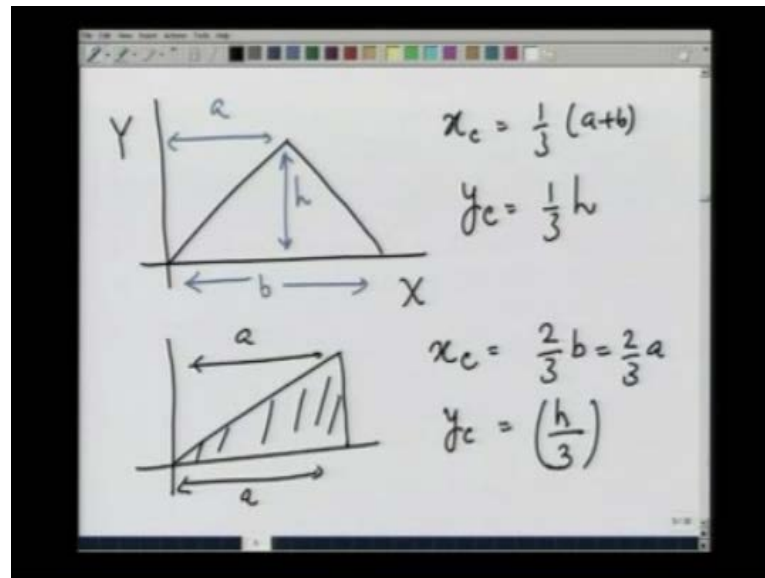 Y
a
h
b
X
x_c = 1/3 (a+b)
y_c = 1/3 h
a
a
x_c = 2/3 b = 2/3 a
y_c = (h/3)